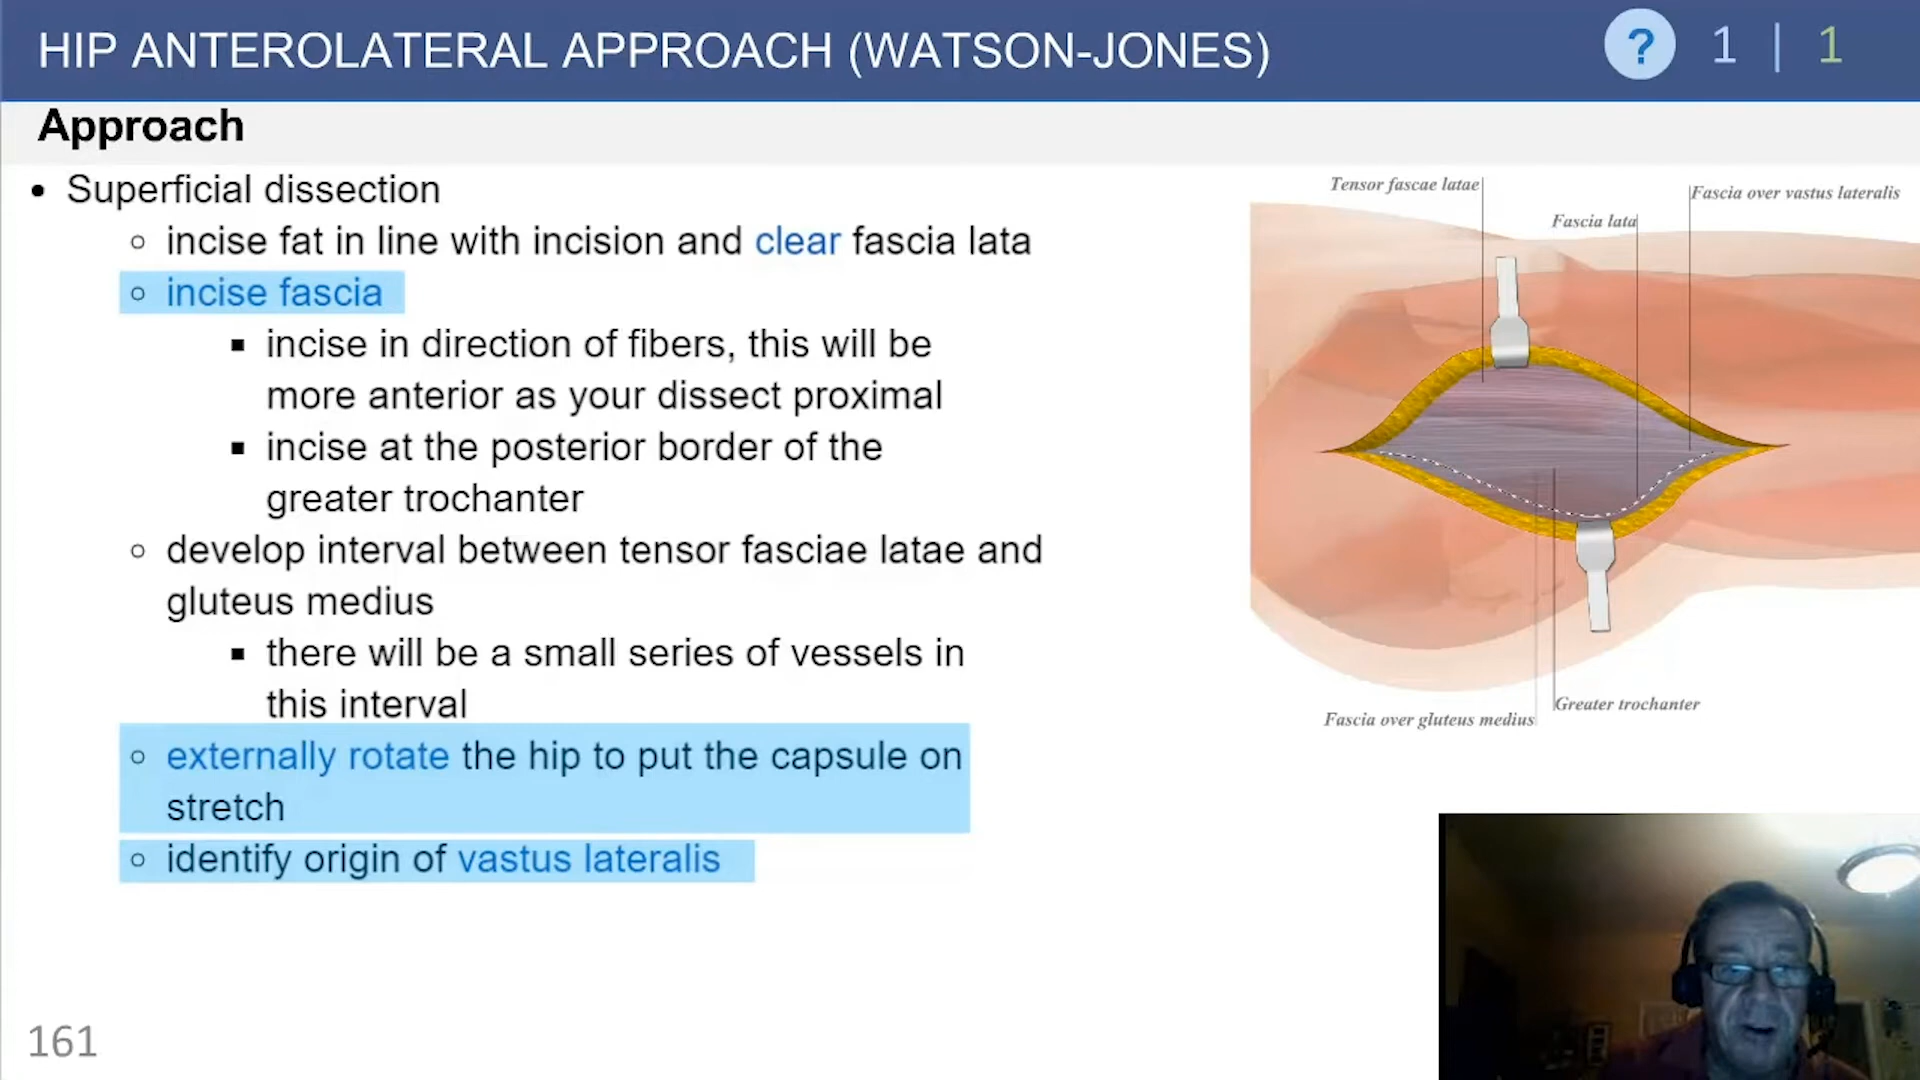 HIP ANTEROLATERAL APPROACH (WATSON-JONES)
? 1 | 1
Approach
• Superficial dissection
incise fat in line with incision and clear fascia lata
incise fascia
incise in direction of fibers, this will be
more anterior as your dissect proximal
incise at the posterior border of the
greater trochanter
develop interval between tensor fasciae latae and
gluteus medius
there will be a small series of vessels in
this interval
externally rotate the hip to put the capsule on
stretch
identify origin of vastus lateralis
Tensor fascae latae
Fascia over vastus lateralis
Fascia lata
Greater trochanter
Fascia over gluteus medius
161